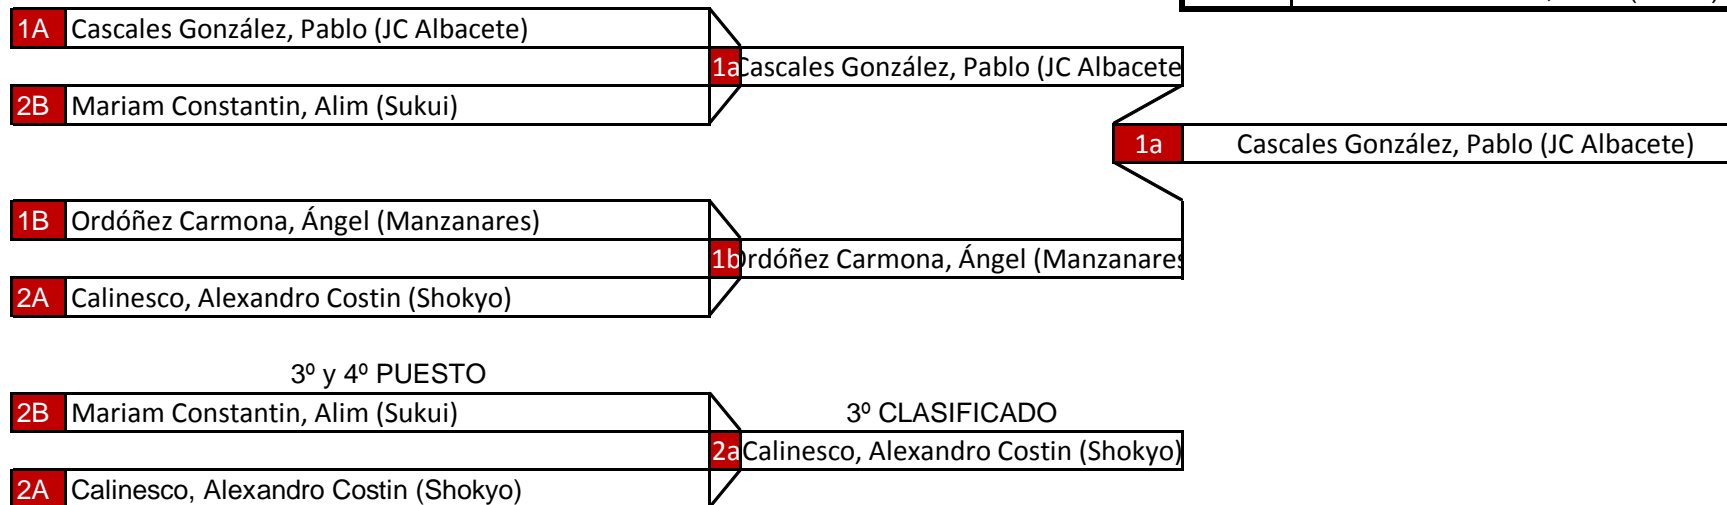 1A Cascales González, Pablo (JC Albacete)
1a Cascales González, Pablo (JC Albacete
2B Mariam Constantin, Alim (Sukui)
1a Cascales González, Pablo (JC Albacete)
1B Ordóñez Carmona, Ángel (Manzanares)
1b Ordóñez Carmona, Ángel (Manzanares
2A Calinesco, Alexandro Costin (Shokyo)
3º y 4º PUESTO
2B Mariam Constantin, Alim (Sukui) 3º CLASIFICADO
2a Calinesco, Alexandro Costin (Shokyo)
2A Calinesco, Alexandro Costin (Shokyo)